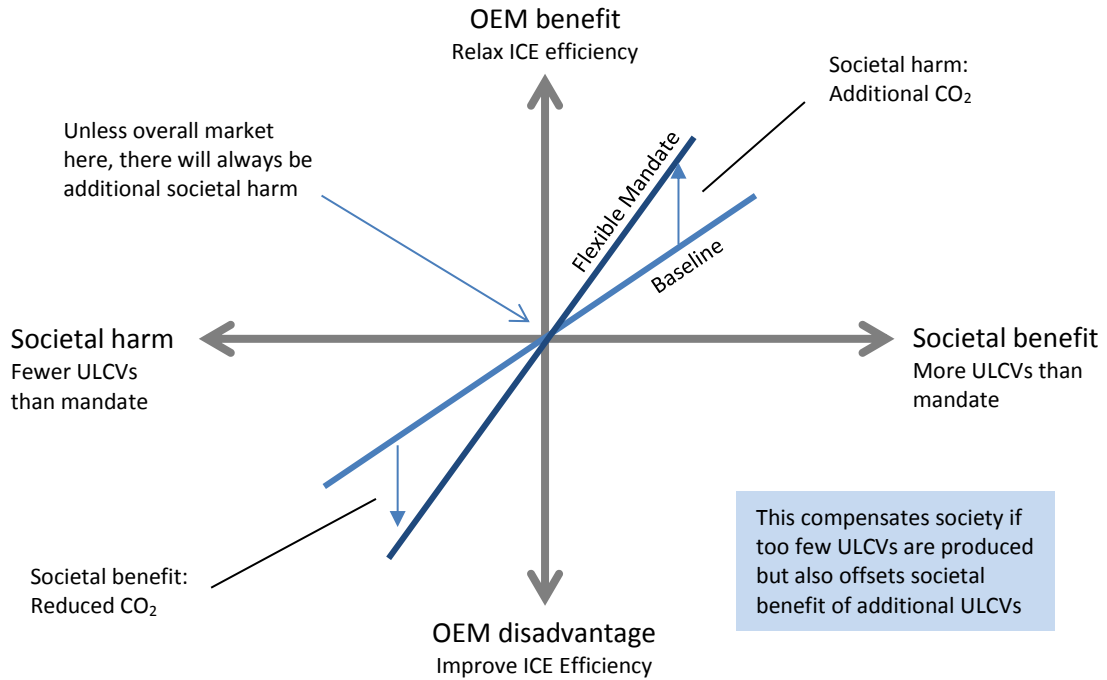 OEM benefit
Relax ICE efficiency
Societal harm:
Additional CO₂
Unless overall market
here, there will always be
additional societal harm
Flexible Mandate
Baseline
Societal harm
Fewer ULCVs
than mandate
Societal benefit
More ULCVs than
mandate
This compensates society if
too few ULCVs are produced
but also offsets societal
benefit of additional ULCVs
Societal benefit:
Reduced CO₂
OEM disadvantage
Improve ICE Efficiency